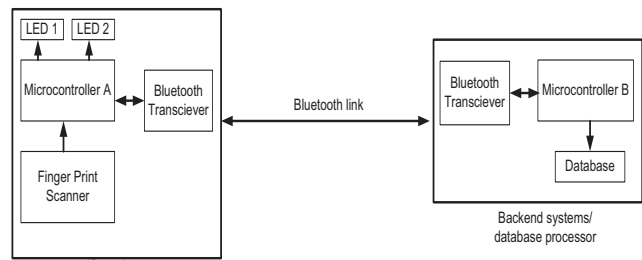 LED 1
LED 2
Microcontroller A
Bluetooth
Transciever
Finger Print
Scanner
Bluetooth link
Bluetooth
Transciever
Microcontroller B
Database
Backend systems/
database processor